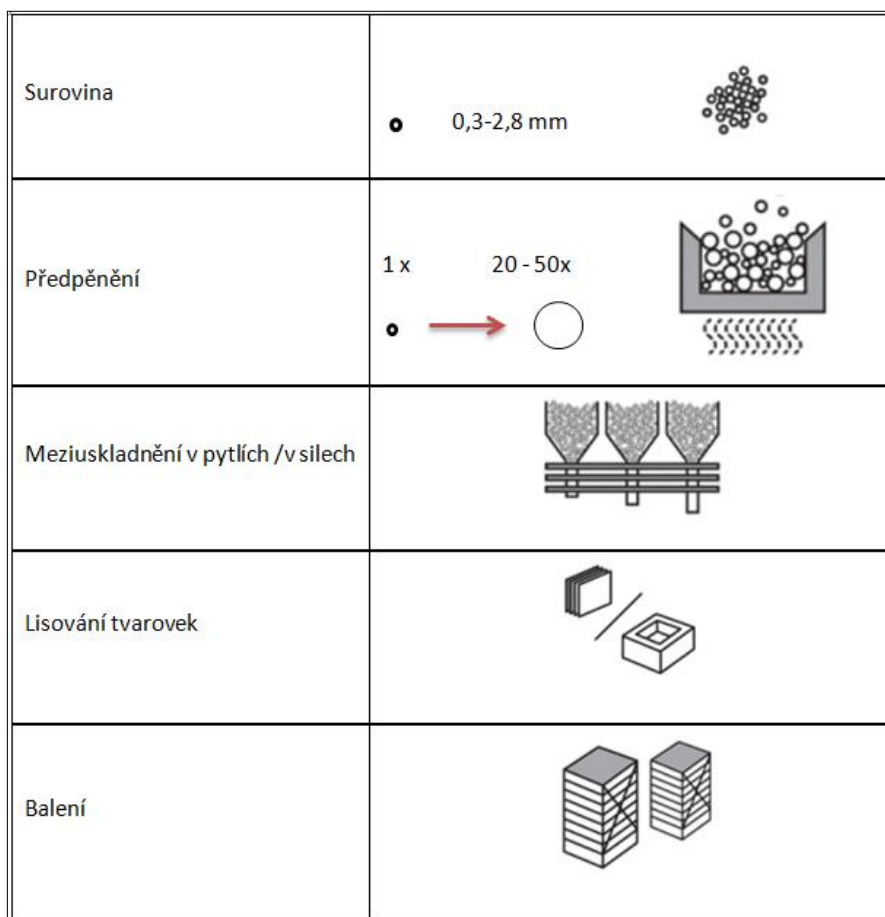 Surovina
0,3-2,8 mm
Předpěnění
1 x
20 - 50x
Meziuskladnění v pytlích /v silech
Lisování tvarovek
Balení